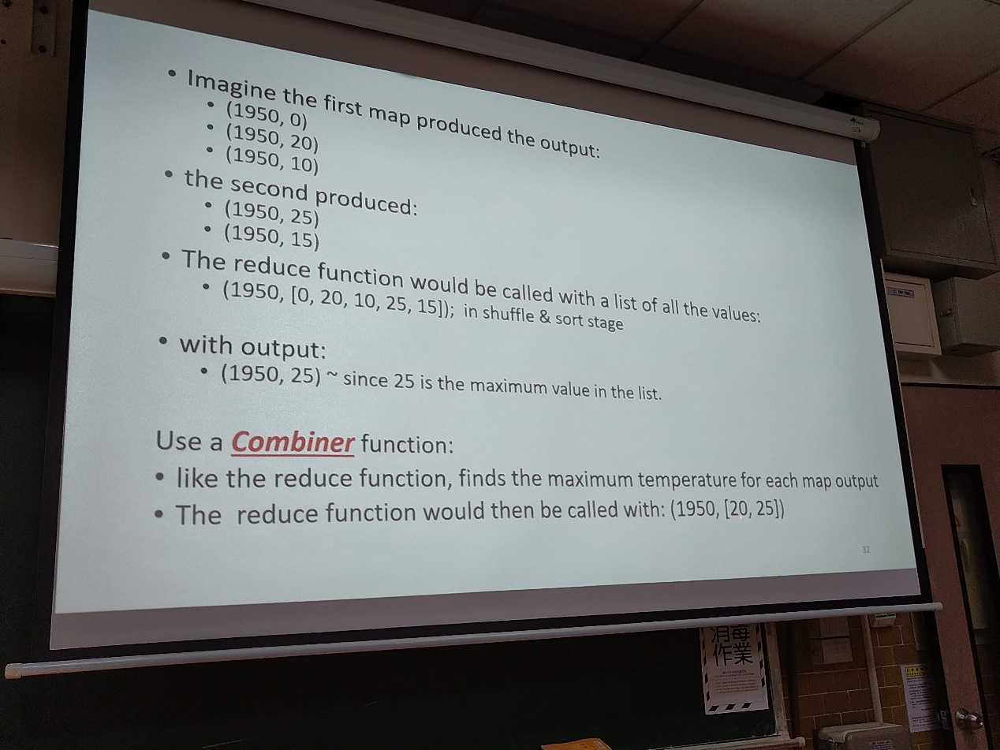 • Imagine the first map produced the output:
• (1950, 0)
• (1950, 20)
• (1950, 10)
• the second produced:
• (1950, 25)
• (1950, 15)
• The reduce function would be called with a list of all the values:
• (1950, [0, 20, 10, 25, 15]); in shuffle & sort stage
• with output:
• (1950, 25) ~ since 25 is the maximum value in the list.
Use a Combiner function:
• like the reduce function, finds the maximum temperature for each map output
• The reduce function would then be called with: (1950, [20, 25])
32
作業